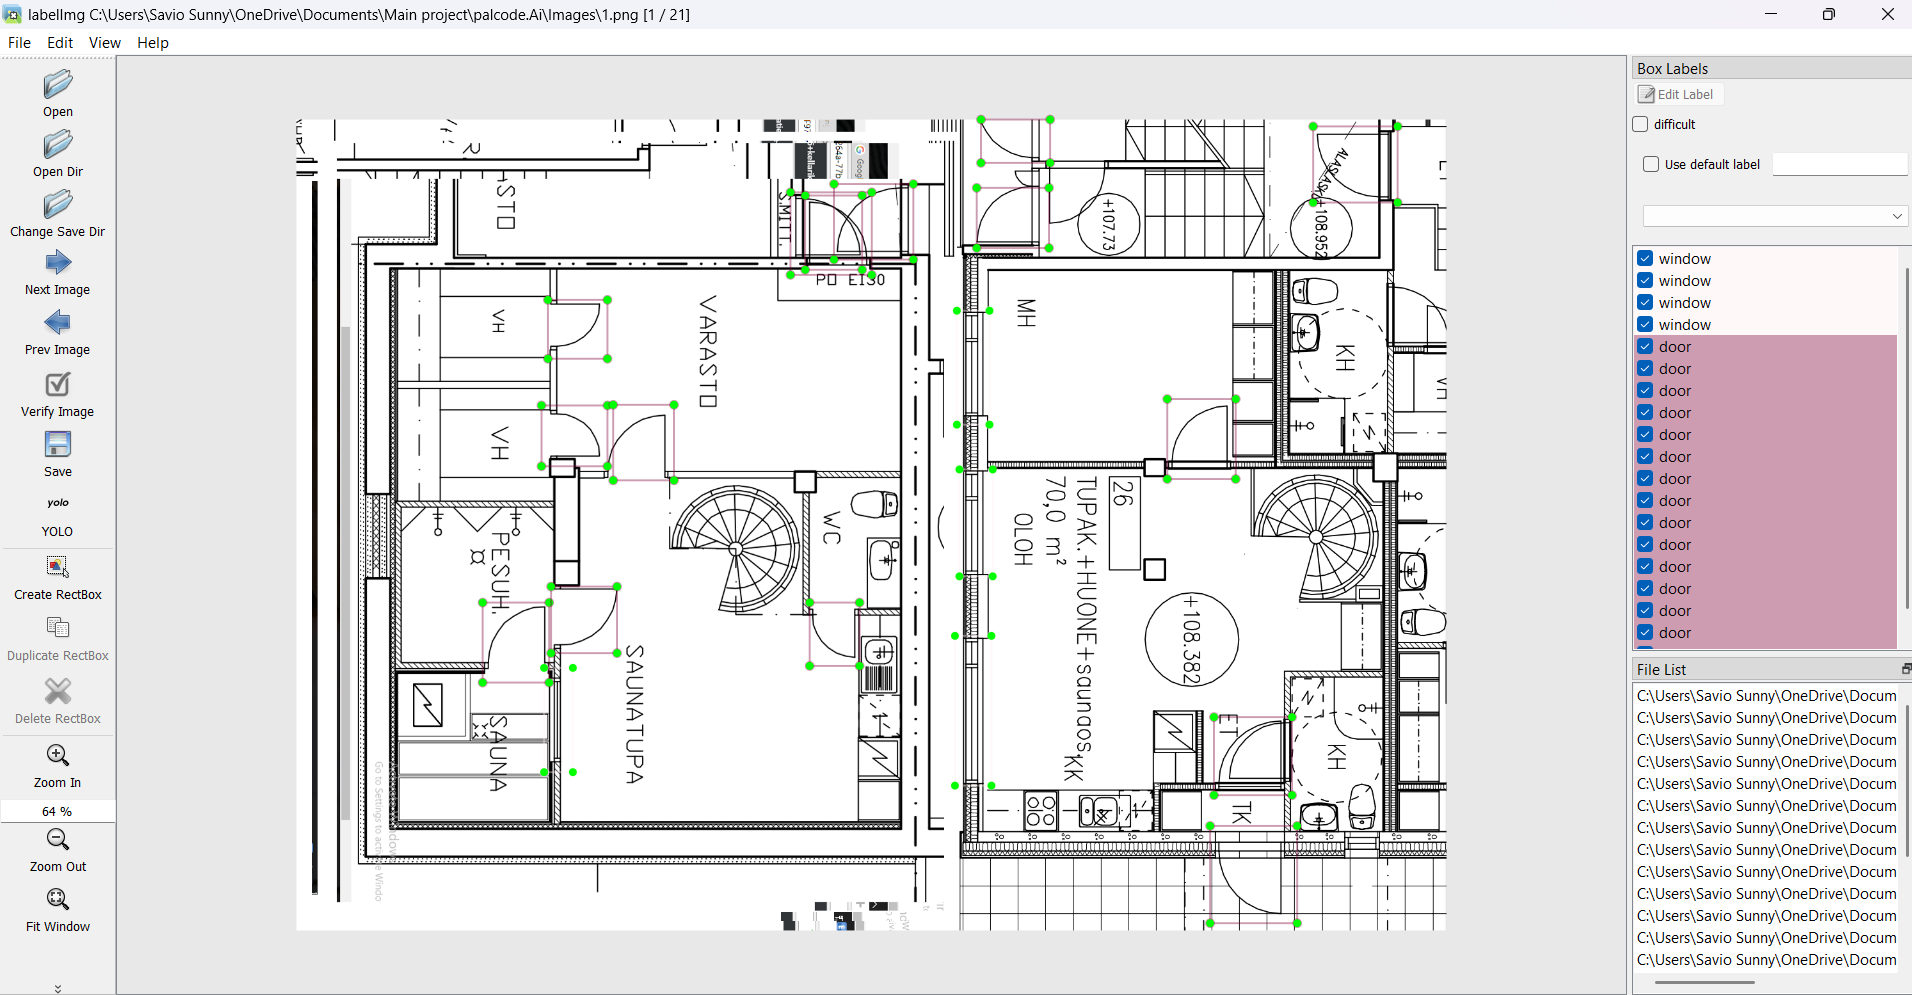 labelImg C:\Users\Savio Sunny\OneDrive\Documents\Main project\palcode.Ai\Images\1.png [1 / 21]
File Edit View Help
Open
Open Dir
Change Save Dir
Next Image
Prev Image
Verify Image
Save
yolo
YOLO
Create RectBox
Duplicate RectBox
Delete RectBox
Zoom In
64 %
Zoom Out
Fit Window
STO
S.MITT.
PO EI30
VH
VARASTO
VH
WC
PESUH.
SAUNATUPA
SAUNA
Go to Settings to activate Windo
+107.73
+108.952
MH
KH
26
TUPAK.+HUONE+saunaos.
70,0 m²
OLOH
+108.382
KK
ET
KH
TK
Box Labels
Edit Label
difficult
Use default label
window
window
window
window
door
door
door
door
door
door
door
door
door
door
door
door
door
door
File List
C:\Users\Savio Sunny\OneDrive\Docum
C:\Users\Savio Sunny\OneDrive\Docum
C:\Users\Savio Sunny\OneDrive\Docum
C:\Users\Savio Sunny\OneDrive\Docum
C:\Users\Savio Sunny\OneDrive\Docum
C:\Users\Savio Sunny\OneDrive\Docum
C:\Users\Savio Sunny\OneDrive\Docum
C:\Users\Savio Sunny\OneDrive\Docum
C:\Users\Savio Sunny\OneDrive\Docum
C:\Users\Savio Sunny\OneDrive\Docum
C:\Users\Savio Sunny\OneDrive\Docum
C:\Users\Savio Sunny\OneDrive\Docum
C:\Users\Savio Sunny\OneDrive\Docum